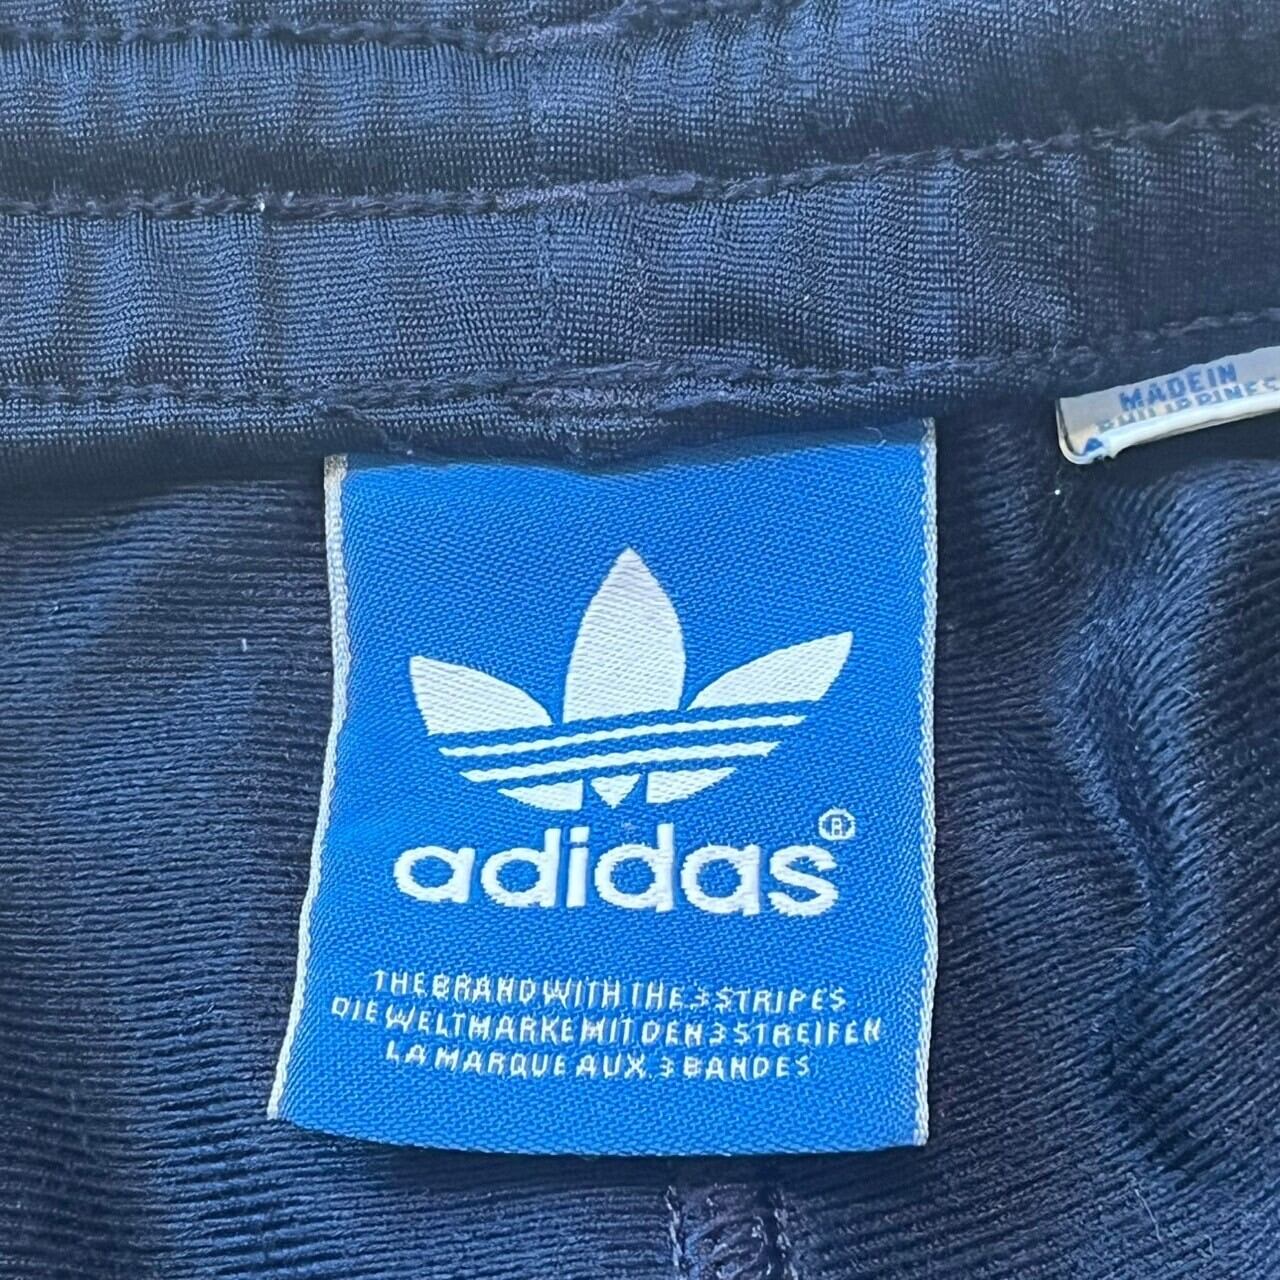 MADE IN
PHILIPPINES
adidas®
THE BRAND WITH THE 3 STRIPES
DIE WELTMARKE MIT DEN 3 STREIFEN
LA MARQUE AUX 3 BANDES